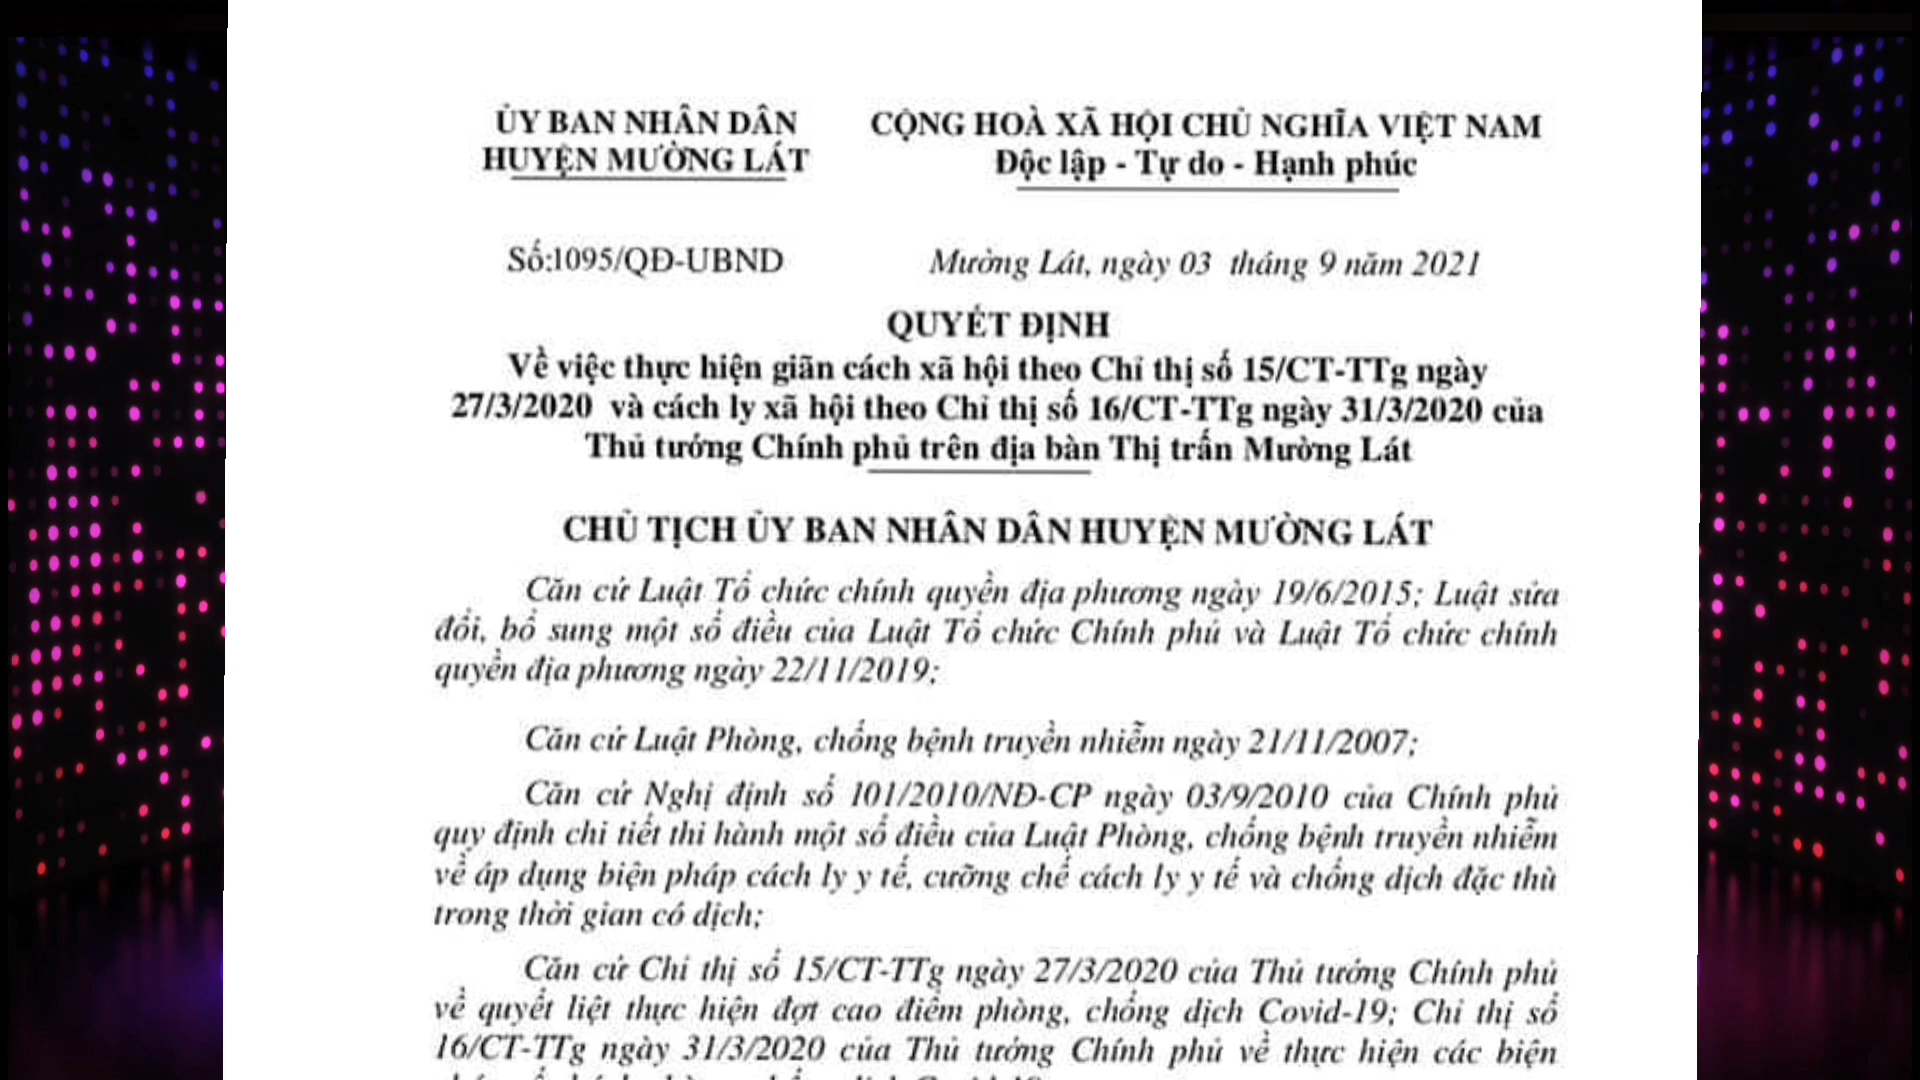 ỦY BAN NHÂN DÂN
HUYỆN MƯỜNG LÁT
CỘNG HOÀ XÃ HỘI CHỦ NGHĨA VIỆT NAM
Độc lập - Tự do - Hạnh phúc
Số:1095/QĐ-UBND
Mường Lát, ngày 03 tháng 9 năm 2021
QUYẾT ĐỊNH
Về việc thực hiện giãn cách xã hội theo Chỉ thị số 15/CT-TTg ngày
27/3/2020 và cách ly xã hội theo Chỉ thị số 16/CT-TTg ngày 31/3/2020 của
Thủ tướng Chính phủ trên địa bàn Thị trấn Mường Lát
CHỦ TỊCH ỦY BAN NHÂN DÂN HUYỆN MƯỜNG LÁT
Căn cứ Luật Tổ chức chính quyền địa phương ngày 19/6/2015; Luật sửa
đổi, bổ sung một số điều của Luật Tổ chức Chính phủ và Luật Tổ chức chính
quyền địa phương ngày 22/11/2019;
Căn cứ Luật Phòng, chống bệnh truyền nhiễm ngày 21/11/2007;
Căn cứ Nghị định số 101/2010/NĐ-CP ngày 03/9/2010 của Chính phủ
quy định chi tiết thi hành một số điều của Luật Phòng, chống bệnh truyền nhiễm
về áp dụng biện pháp cách ly y tế, cưỡng chế cách ly y tế và chống dịch đặc thù
trong thời gian có dịch;
Căn cứ Chỉ thị số 15/CT-TTg ngày 27/3/2020 của Thủ tướng Chính phủ
về quyết liệt thực hiện đợt cao điểm phòng, chống dịch Covid-19; Chỉ thị số
16/CT-TTg ngày 31/3/2020 của Thủ tướng Chính phủ về thực hiện các biện